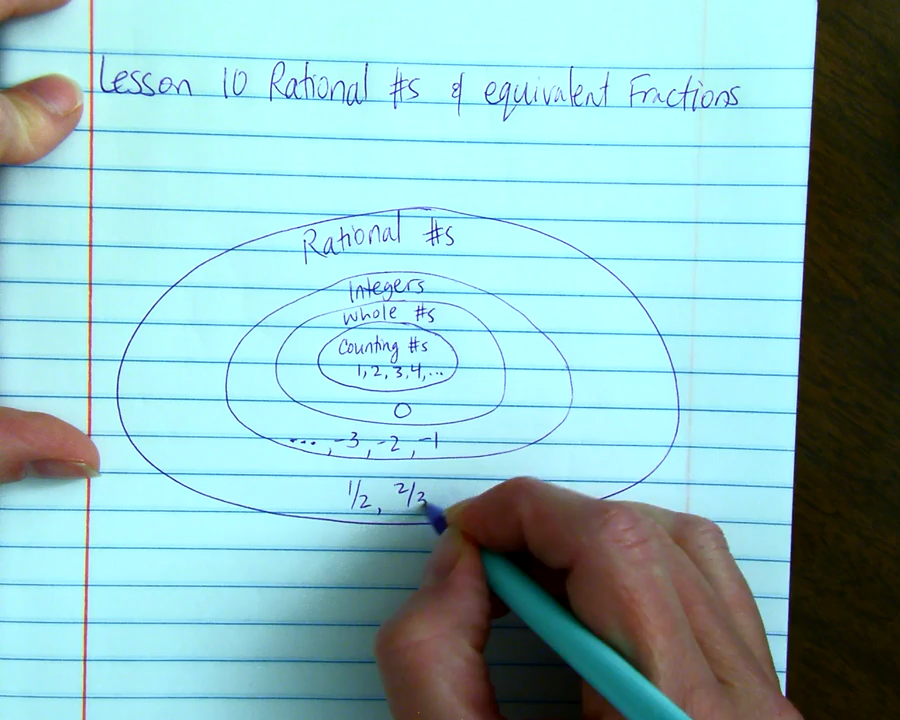 Lesson 10 Rational #s & equivalent Fractions
Rational #s
Integers
whole #s
Counting #s
1, 2, 3, 4, ...
0
..., -3, -2, -1
1/2, 2/3